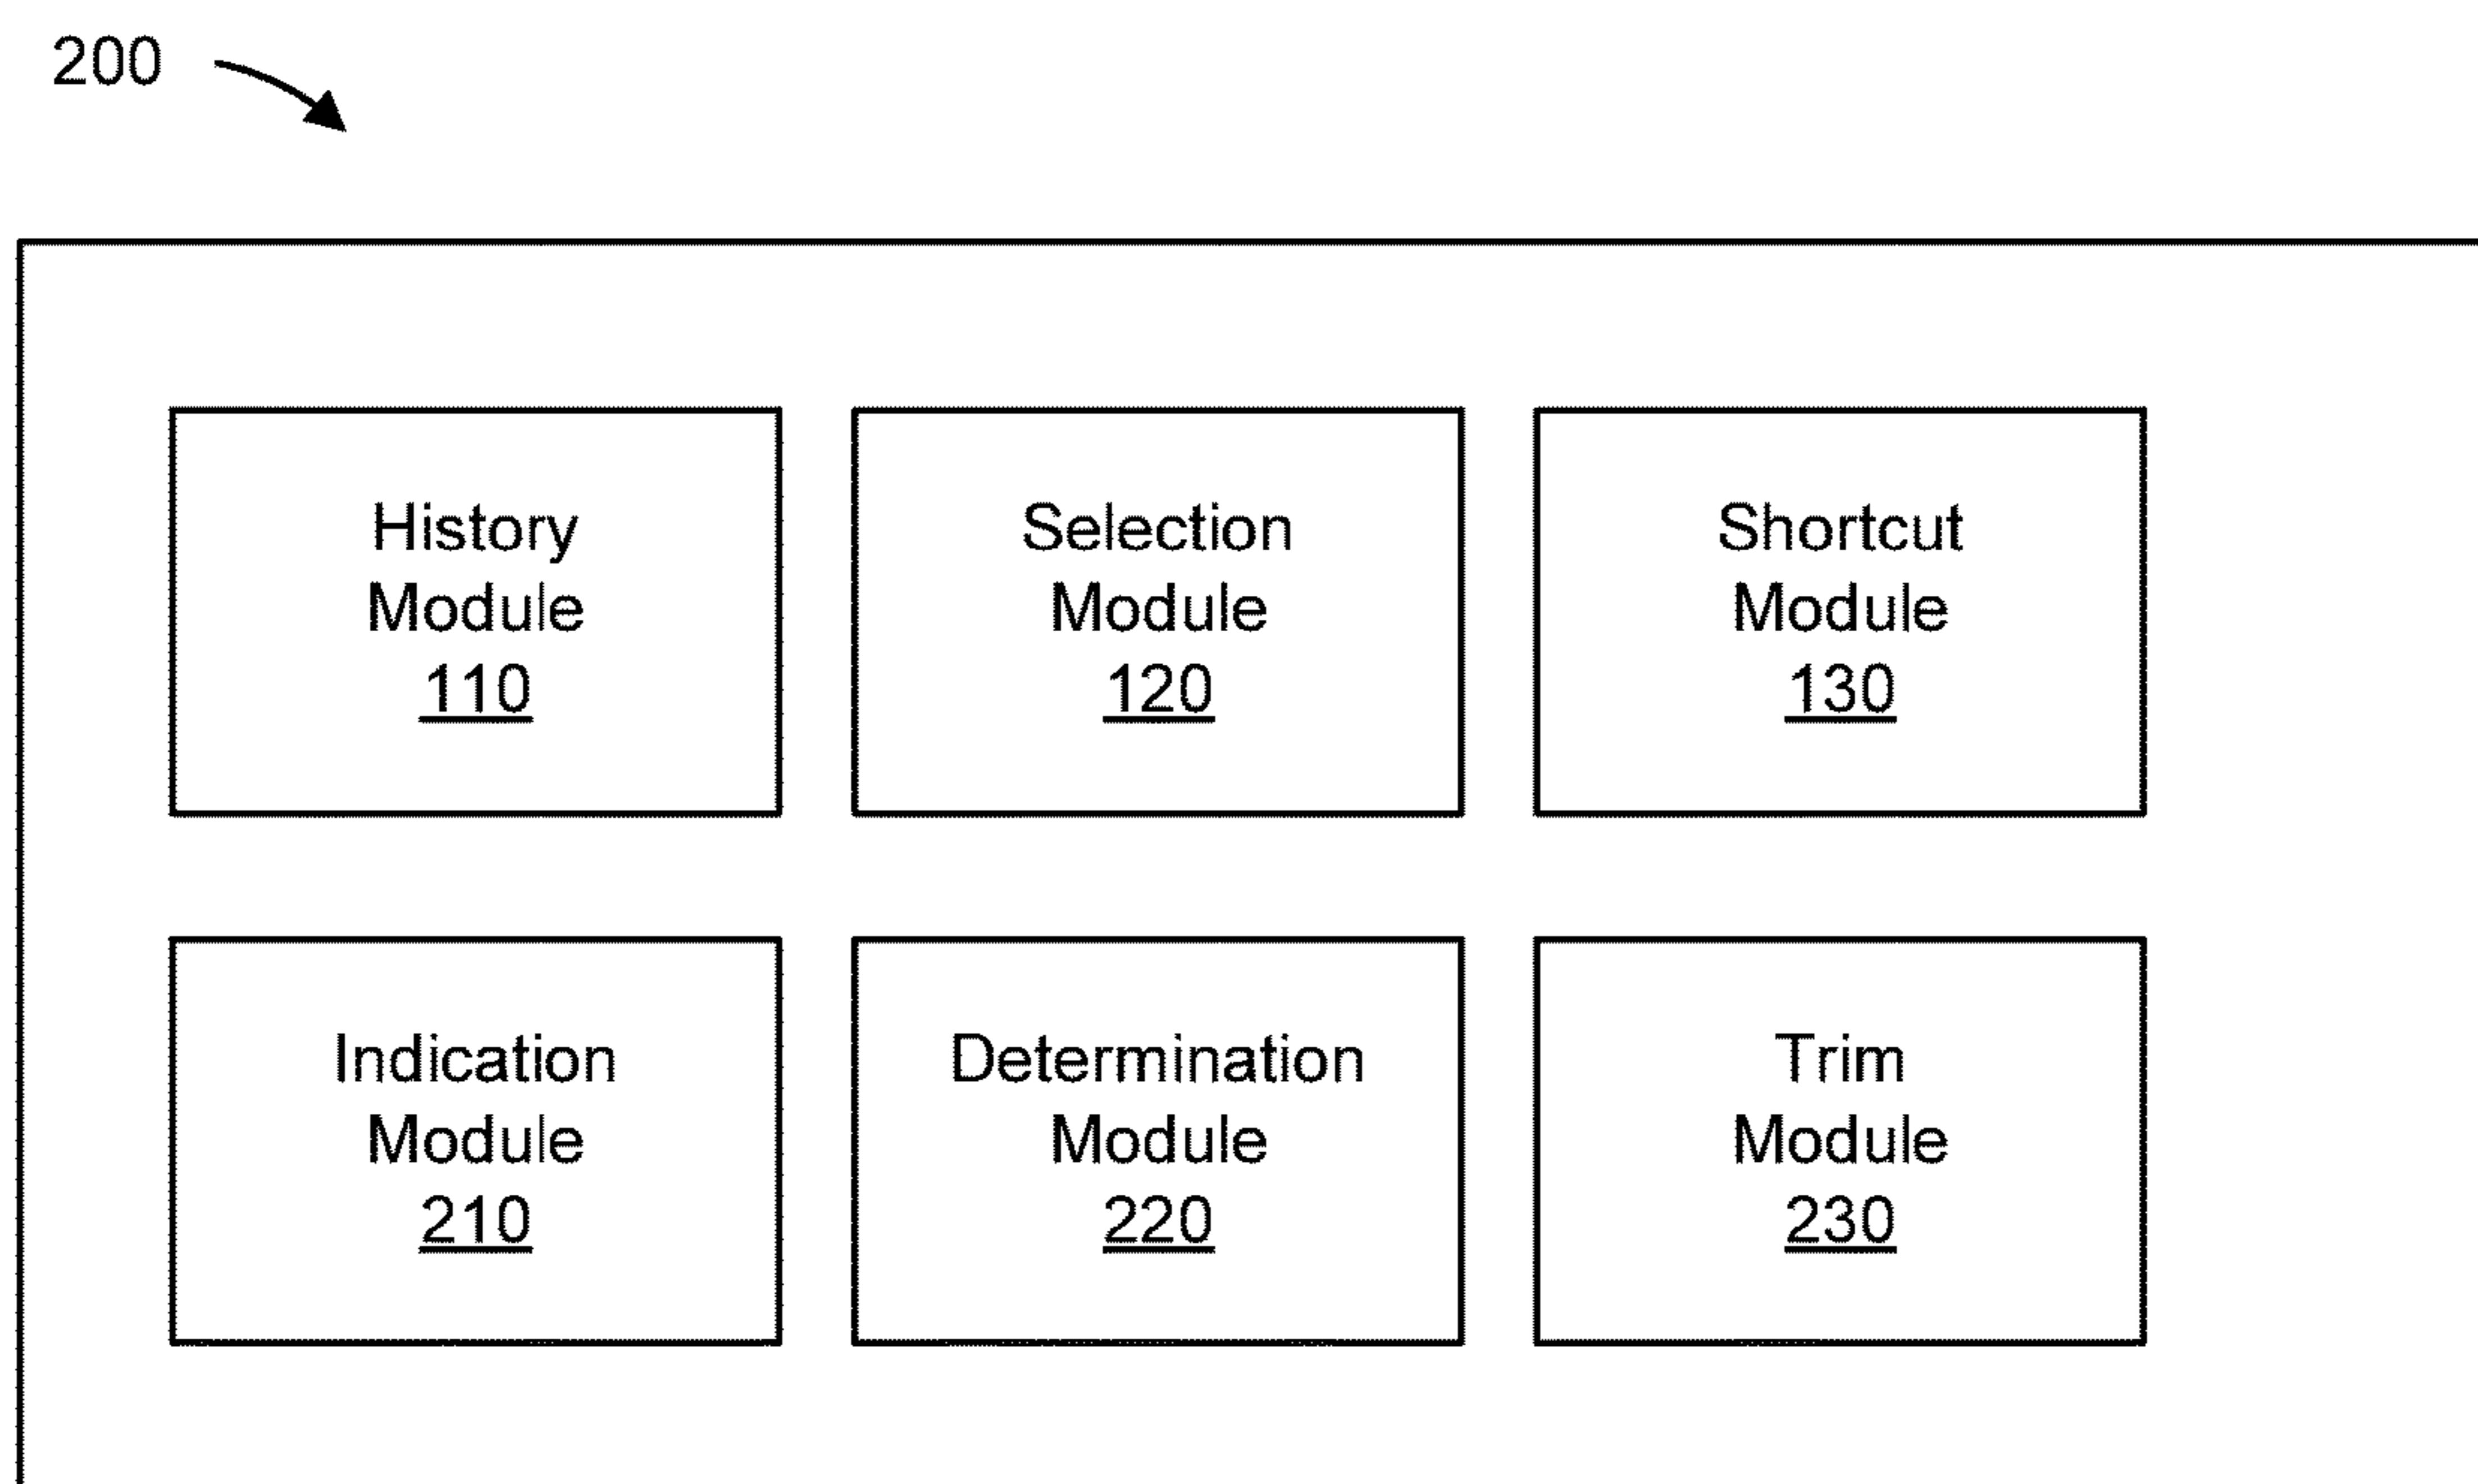 200
History
Module
110
Selection
Module
120
Shortcut
Module
130
Indication
Module
210
Determination
Module
220
Trim
Module
230